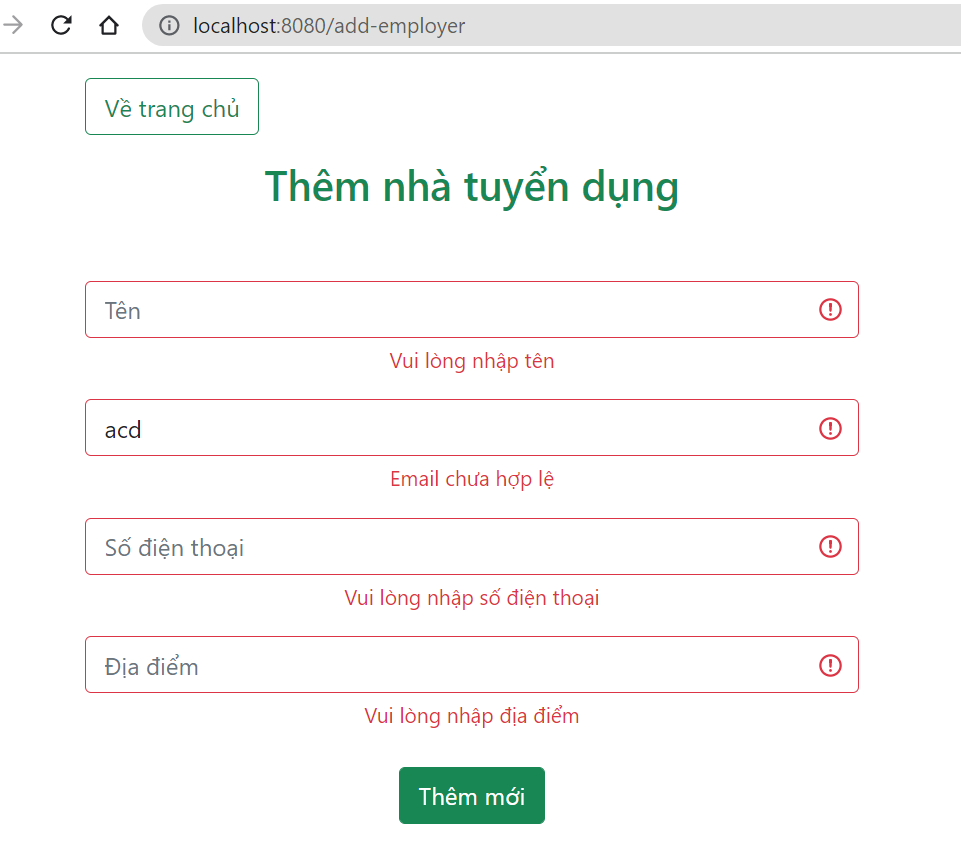 localhost:8080/add-employer
Về trang chủ
Thêm nhà tuyển dụng
Tên
Vui lòng nhập tên
acd
Email chưa hợp lệ
Số điện thoại
Vui lòng nhập số điện thoại
Địa điểm
Vui lòng nhập địa điểm
Thêm mới